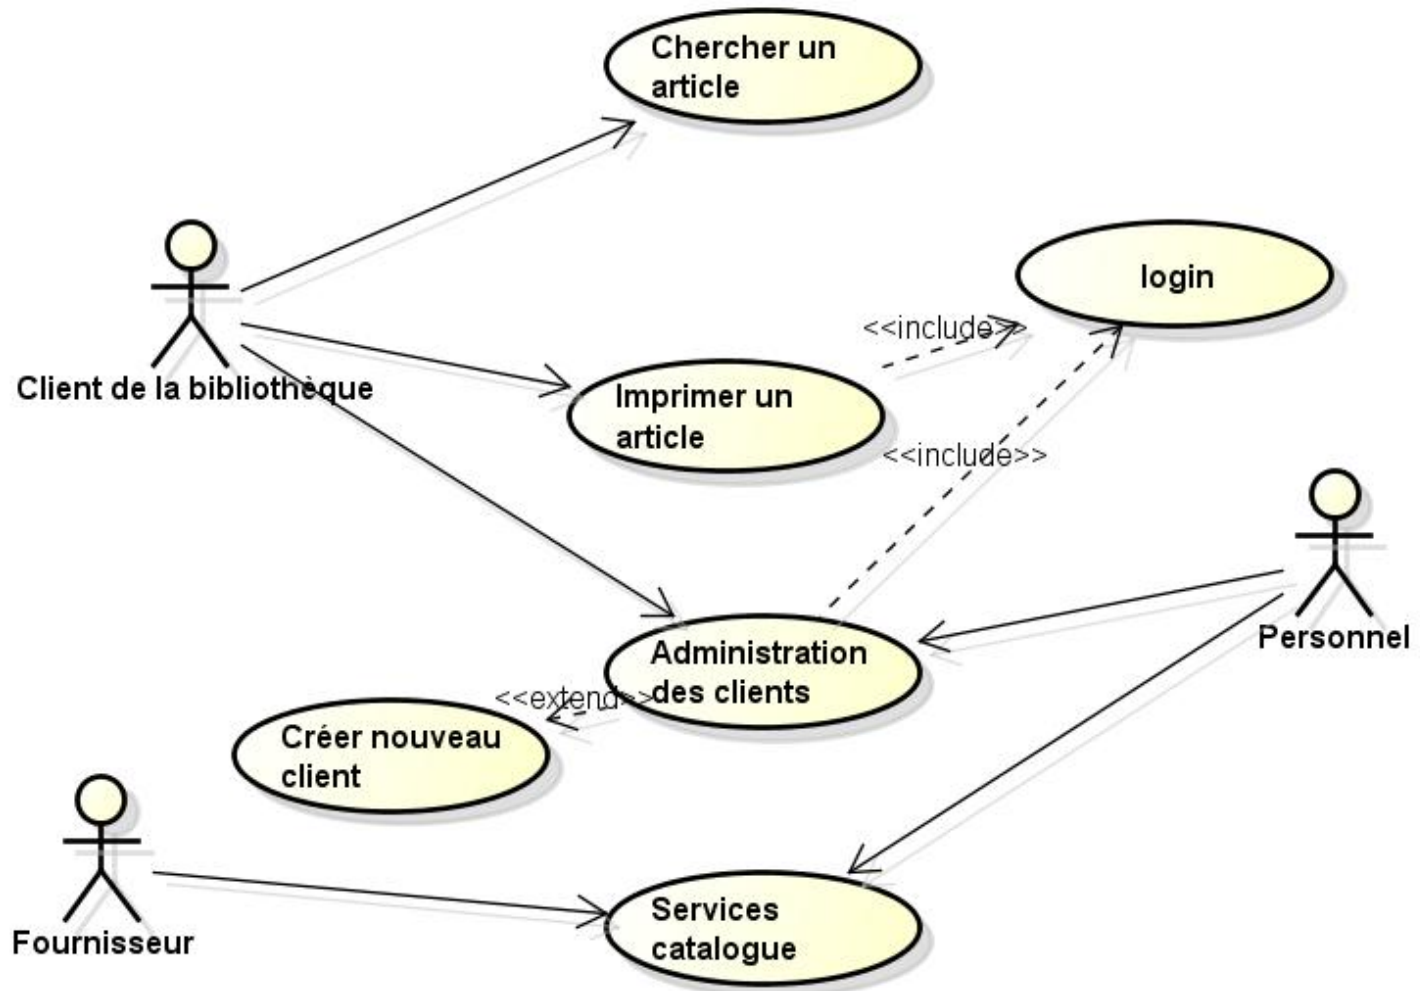 Chercher un
article
login
<<include>>
Client de la bibliothèque
Imprimer un
article
<<include>>
Personnel
Administration
des clients
<<extend>>
Créer nouveau
client
Fournisseur
Services
catalogue